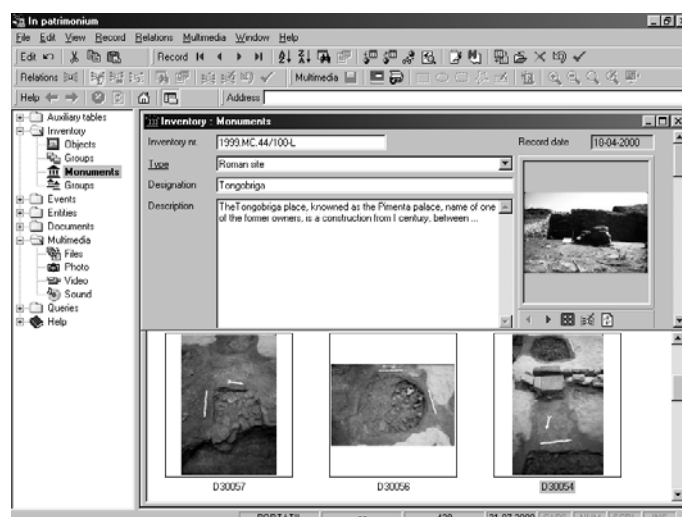 In patrimonium
File Edit View Record Relations Multimedia Window Help
Edit Record
Relations Multimedia
Help Address
Auxiliary tables
Inventory
Objects
Groups
Monuments
Groups
Events
Entities
Documents
Multimedia
Files
Photo
Video
Sound
Queries
Help
Inventory : Monuments
Inventory nr. 1999.MC.44/100-L Record date 18-04-2000
Type Roman site
Designation Tongobriga
Description TheTongobriga place, knowned as the Pimenta palace, name of one
of the former owners, is a construction from I century, between ...
D30057 D30056 D30054